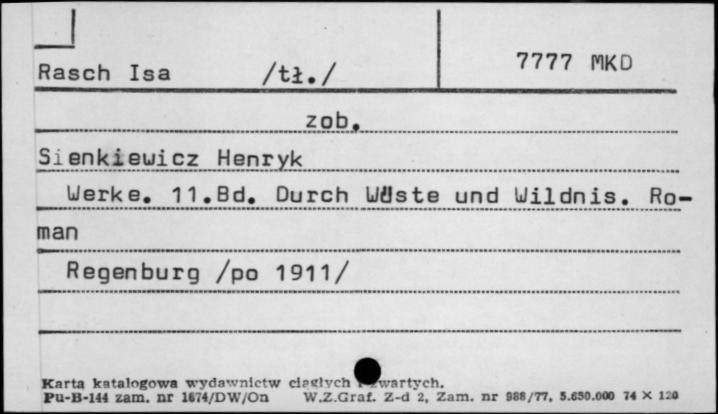 Rasch Isa /tł./ 7777 MKD
zob.
Sienkiewicz Henryk
Werke. 11.Bd. Durch Wüste und Wildnis. Ro-
man
Regenburg /po 1911/
Karta katalogowa wydawnictw ciągłych i zwartych.
Pu-B-144 zam. nr 1674/DW/On W.Z.Graf. Z-d 2, Zam. nr 988/77, 5.650.000 74 × 120